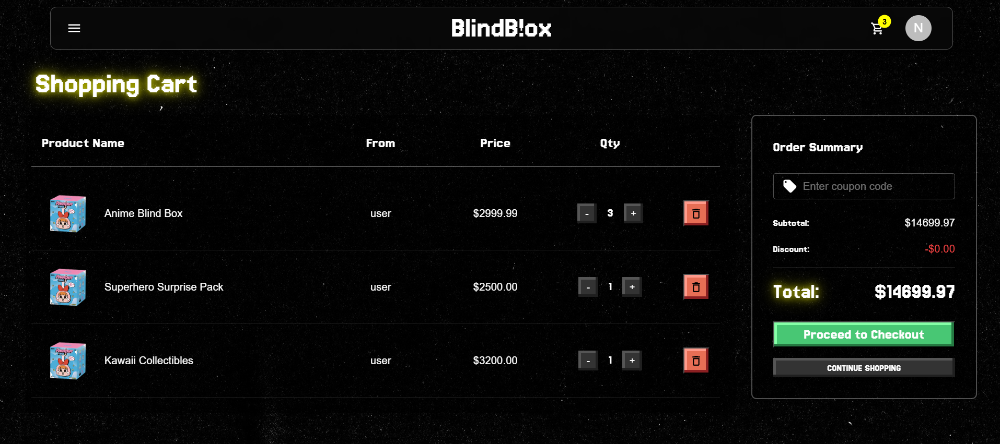 BlindB!ox
3
N
Shopping Cart
Product Name From Price Qty
Anime Blind Box user $2999.99 - 3 +
Superhero Surprise Pack user $2500.00 - 1 +
Kawaii Collectibles user $3200.00 - 1 +
Order Summary
Enter coupon code
Subtotal: $14699.97
Discount: -$0.00
Total: $14699.97
Proceed to Checkout
CONTINUE SHOPPING